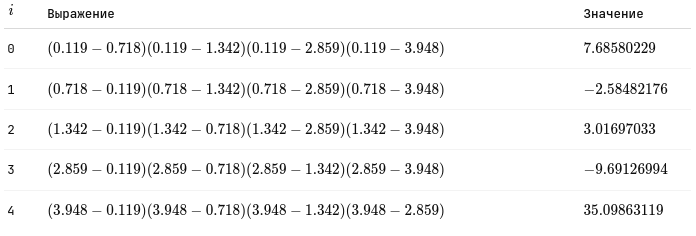 i Выражение Значение
0 (0.119 − 0.718)(0.119 − 1.342)(0.119 − 2.859)(0.119 − 3.948) 7.68580229
1 (0.718 − 0.119)(0.718 − 1.342)(0.718 − 2.859)(0.718 − 3.948) −2.58482176
2 (1.342 − 0.119)(1.342 − 0.718)(1.342 − 2.859)(1.342 − 3.948) 3.01697033
3 (2.859 − 0.119)(2.859 − 0.718)(2.859 − 1.342)(2.859 − 3.948) −9.69126994
4 (3.948 − 0.119)(3.948 − 0.718)(3.948 − 1.342)(3.948 − 2.859) 35.09863119